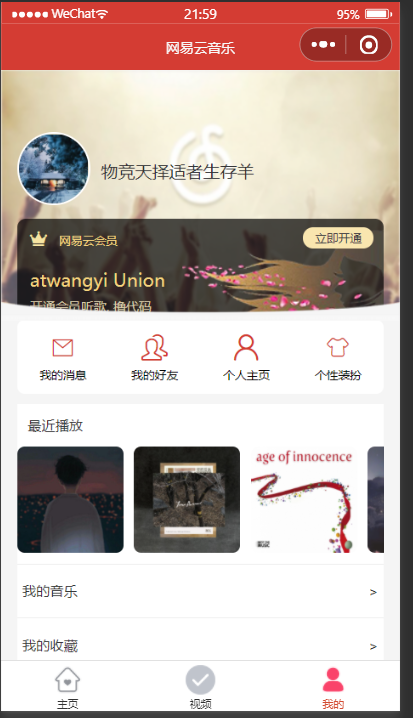 WeChat 21:59 95%
网易云音乐
物竞天择适者生存羊
网易云会员 立即开通
atwangyi Union
开通会员听歌, 撸代码
我的消息 我的好友 个人主页 个性装扮
最近播放
age of innocence
我的音乐 >
我的收藏 >
主页 视频 我的